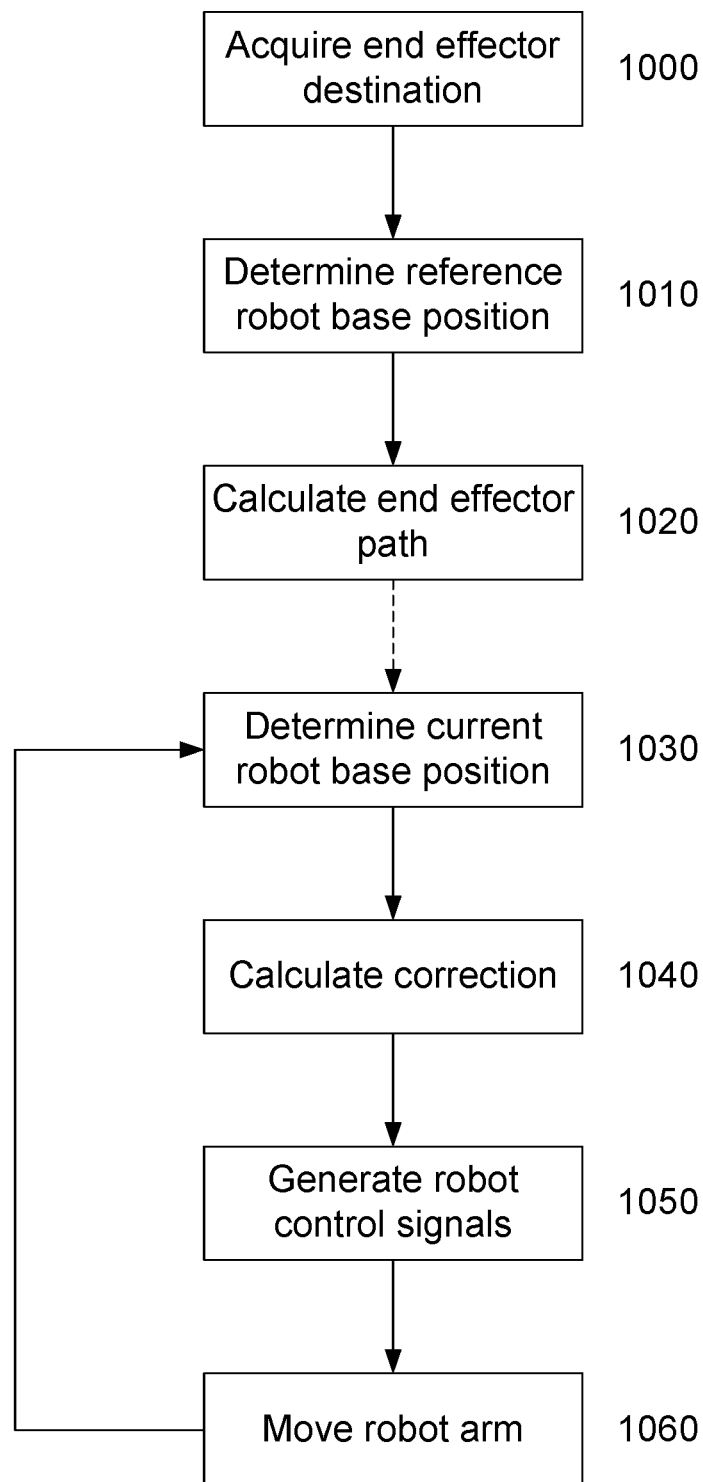 Acquire end effector
destination
1000
Determine reference
robot base position
1010
Calculate end effector
path
1020
Determine current
robot base position
1030
Calculate correction
1040
Generate robot
control signals
1050
Move robot arm
1060